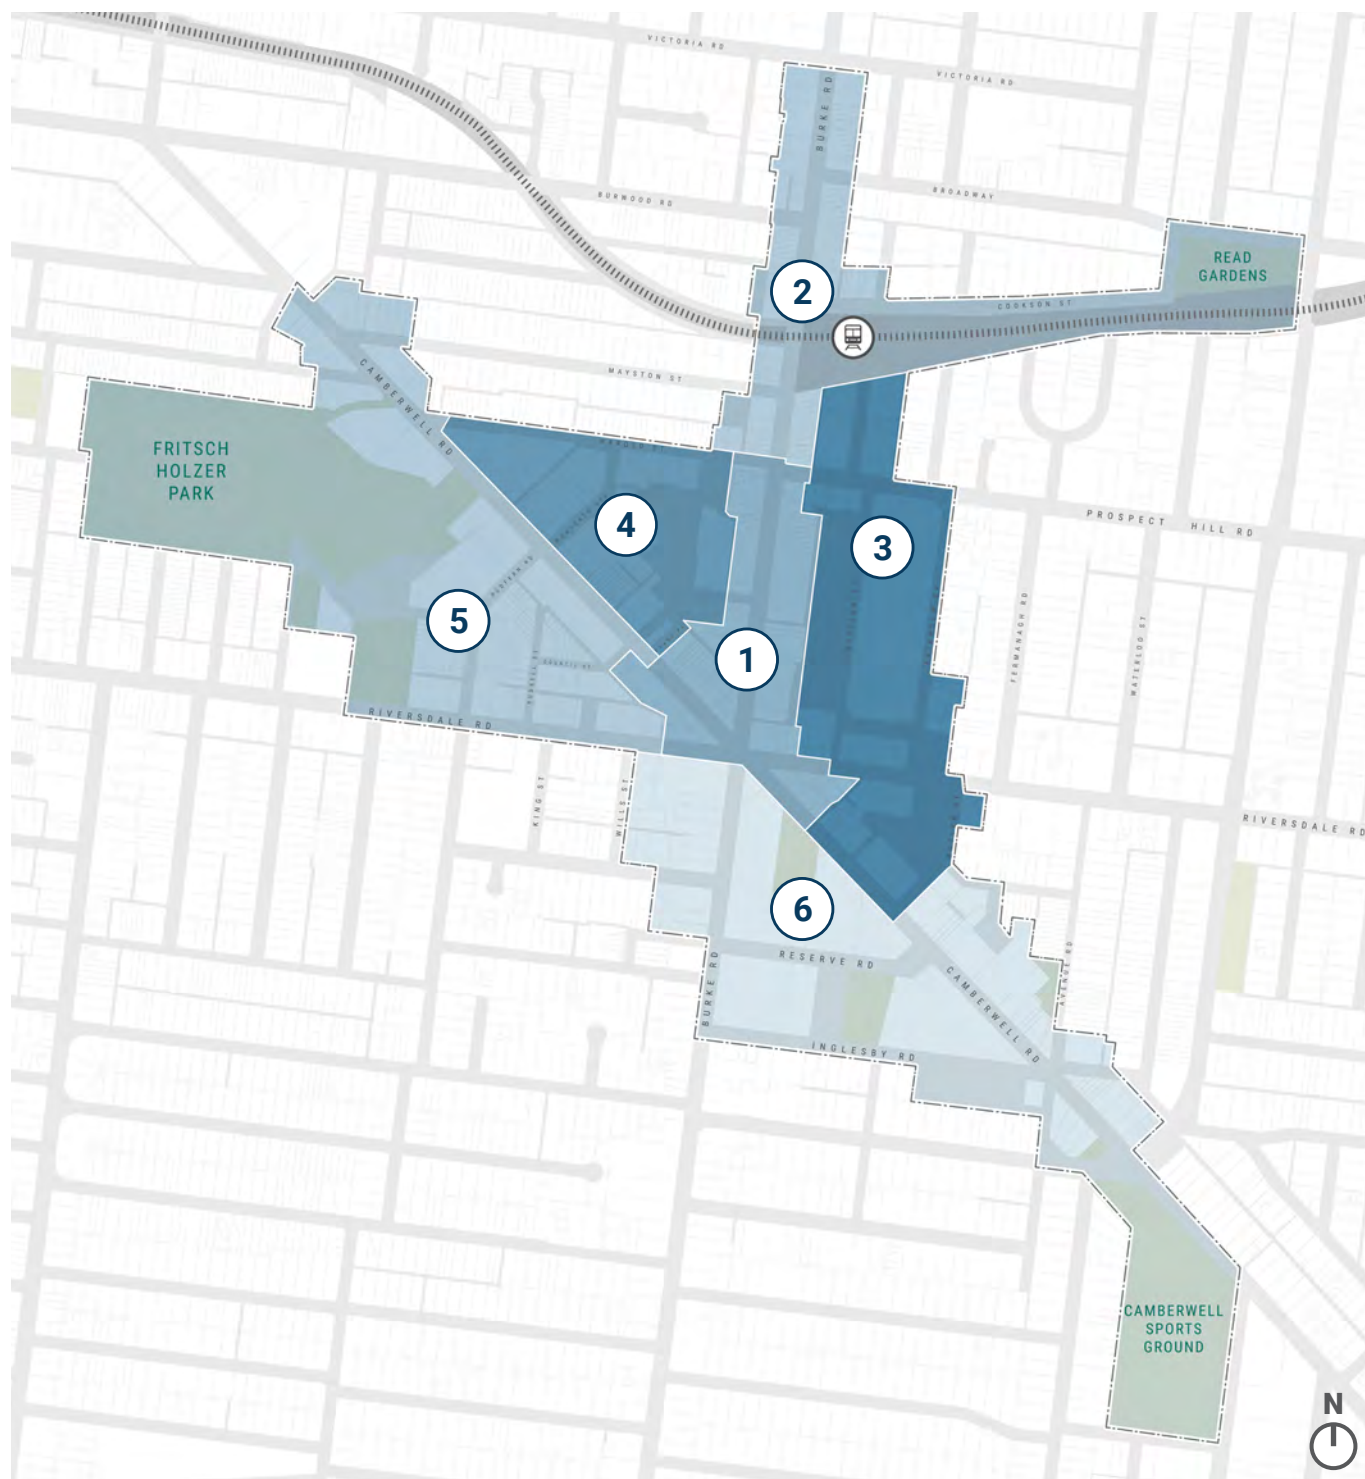 VICTORIA RD
VICTORIA RD
BURKE RD
BURWOOD RD
BROADWAY
READ
GARDENS
2
COOKSON ST
MAYSTON ST
CAMBERWELL RD
FRITSCH
HOLZER
PARK
4
3
PROSPECT HILL RD
5
1
FERMANAGH RD
WATERLOO ST
RIVERSDALE RD
KING ST
WILLS ST
RIVERSDALE RD
6
RESERVE RD
BURKE RD
CAMBERWELL RD
AVENUE RD
INGLESBY RD
CAMBERWELL
SPORTS
GROUND
N